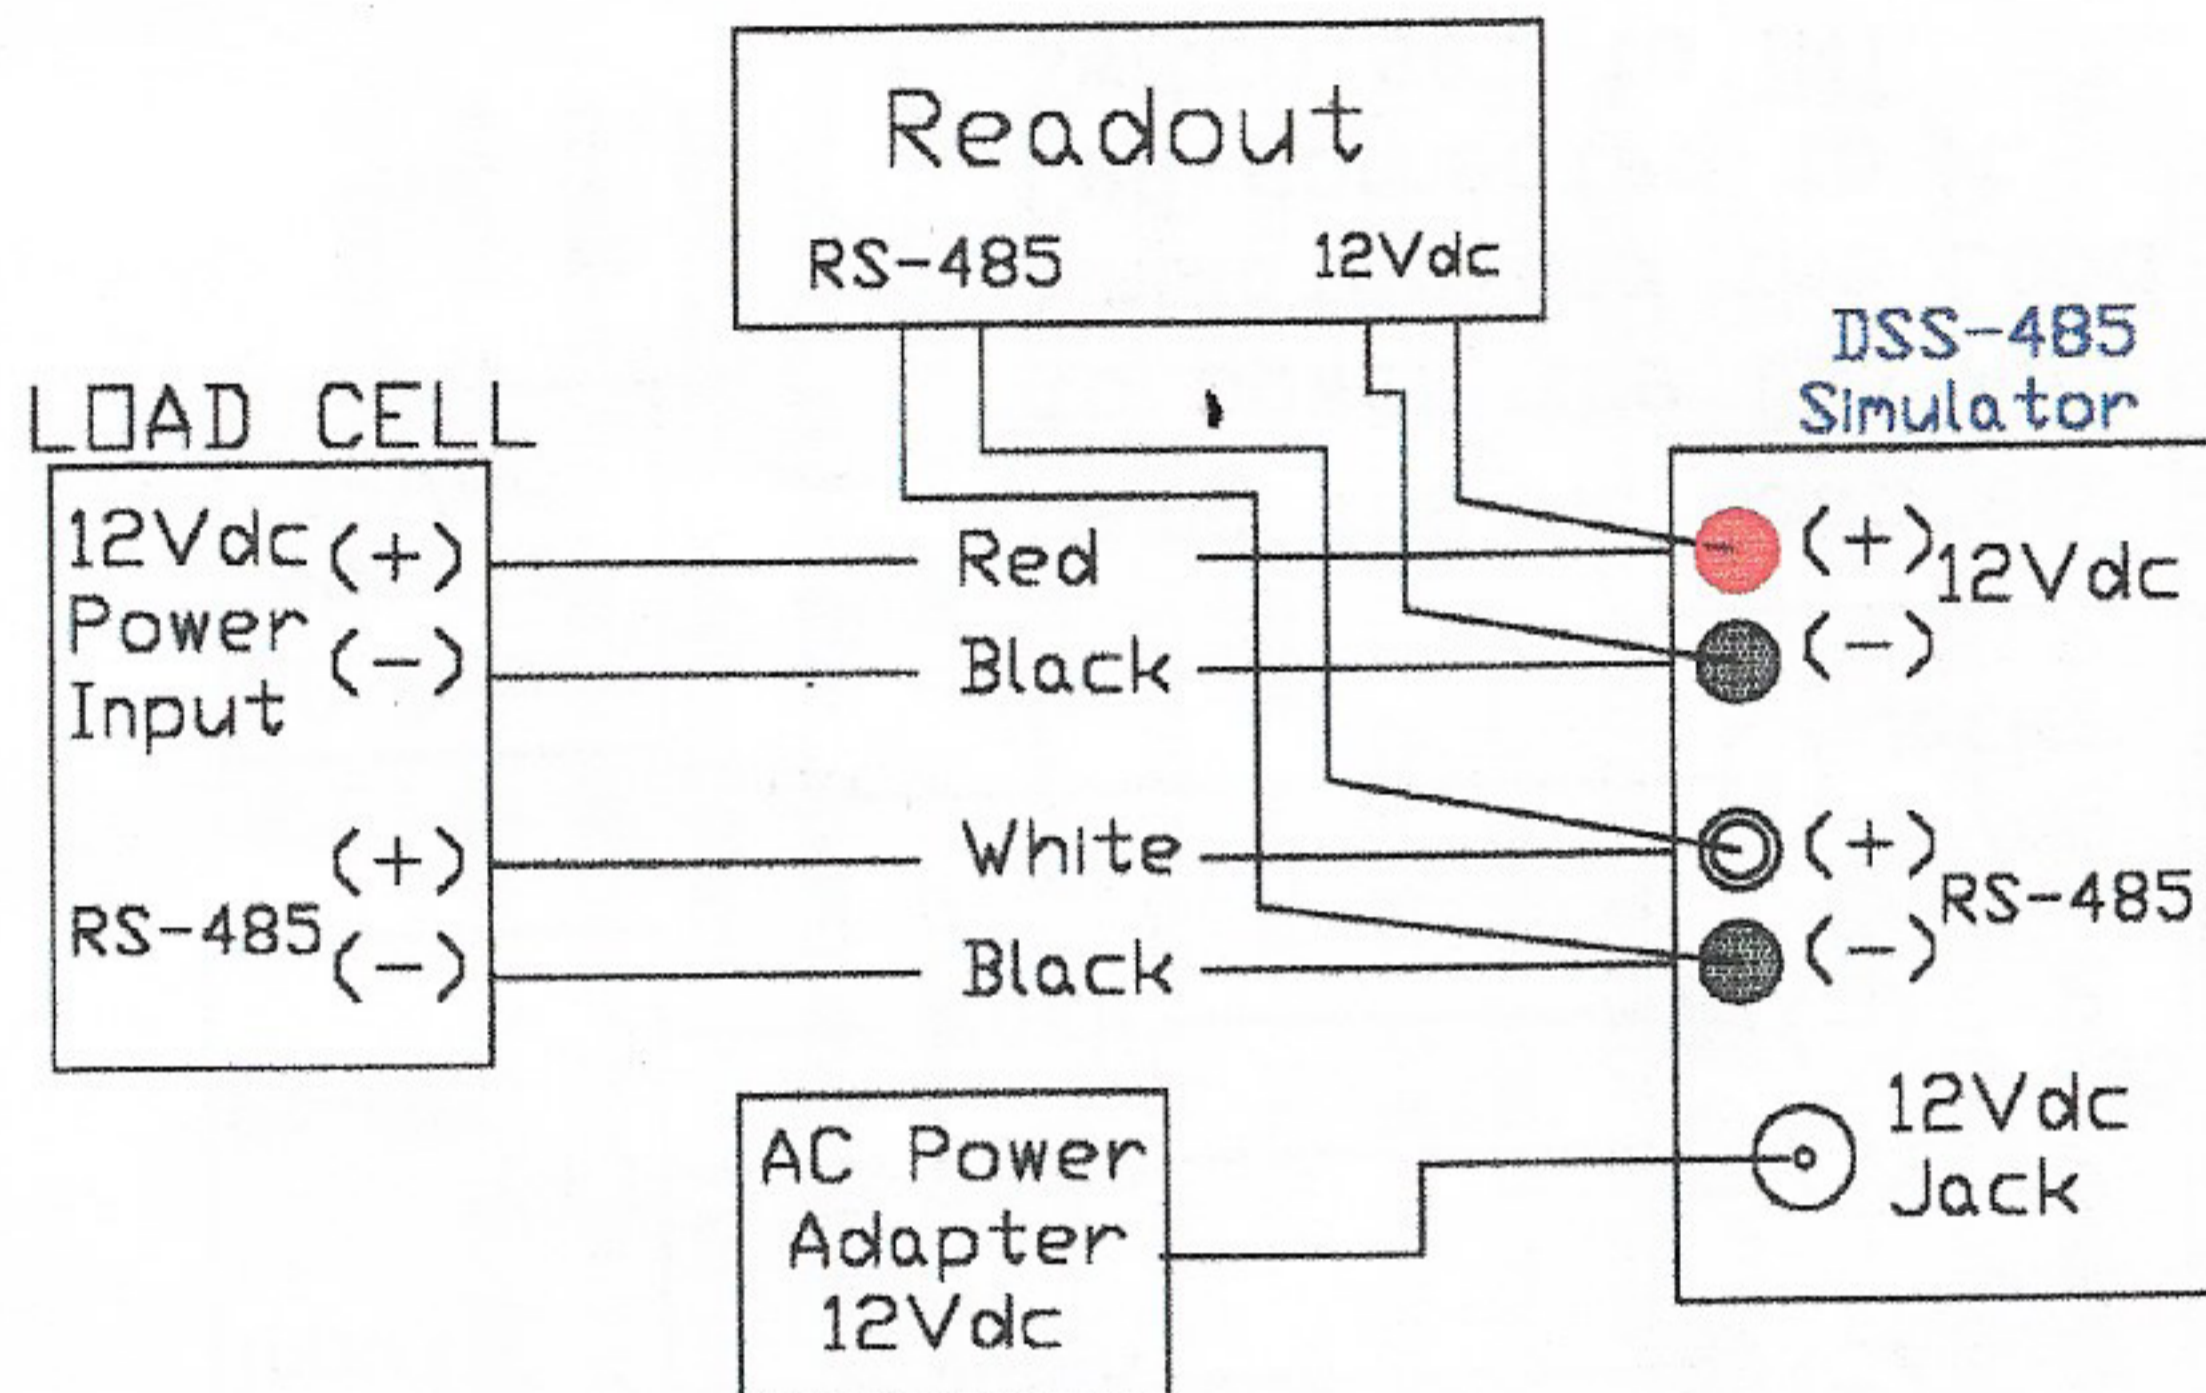 Readout
RS-485 12Vdc
DSS-485
Simulator
LOAD CELL
12Vdc (+)
Power (-)
Input
(+)
RS-485
(-)
Red
Black
White
Black
(+)
12Vdc
(-)
(+)
RS-485
(-)
12Vdc
Jack
AC Power
Adapter
12Vdc